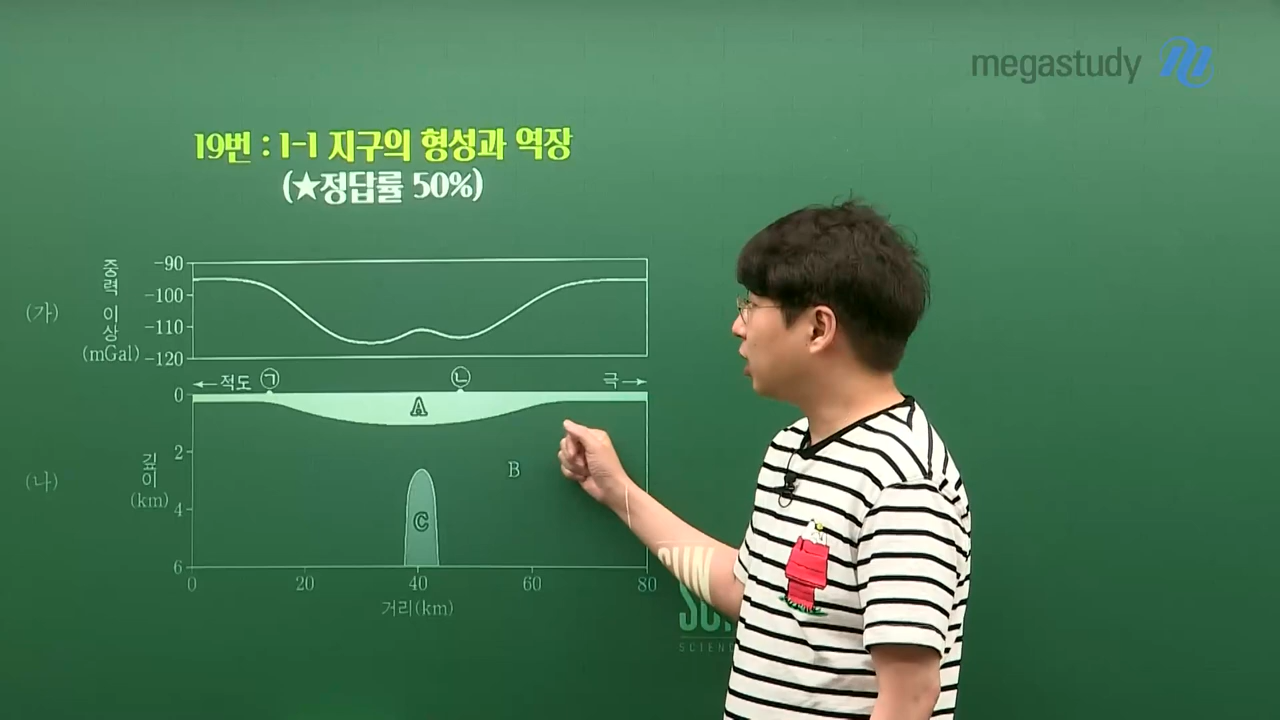 megastudy
19번 : 1-1 지구의 형성과 역장
(★정답률 50%)
(가)
중력 이상
(mGal)
-90
-100
-110
-120
←적도 ㉠ ㉡ 극→
A
B
C
(나)
깊이
(km)
0
2
4
6
0 20 40 60 80
거리(km)
SUN
SCIENC